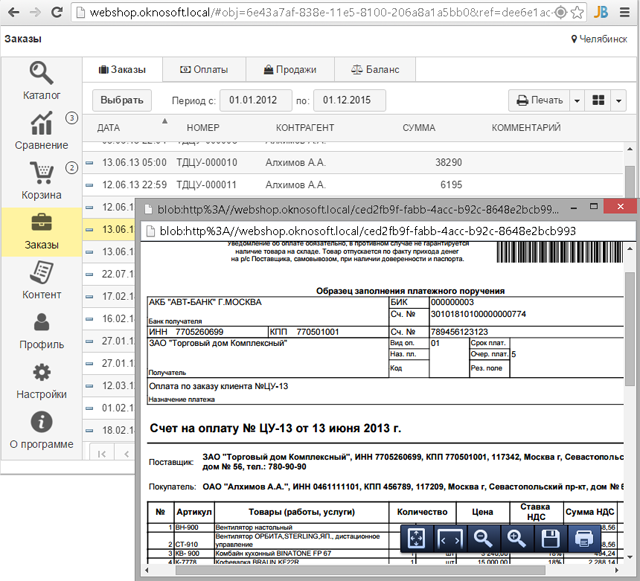 webshop.oknosoft.local/#obj=6e43a7af-838e-11e5-8100-206a8a1a5bb0&ref=dee6e1ac-
Заказы
Челябинск
Каталог
Сравнение
3
Корзина
2
Заказы
Контент
Профиль
Настройки
О программе
Заказы Оплаты Продажи Баланс
Выбрать Период с: 01.01.2012 по: 01.12.2015 Печать
ДАТА НОМЕР КОНТРАГЕНТ СУММА КОММЕНТАРИЙ
13.06.13 05:00 ТДЦУ-000010 Алхимов А.А. 38290
12.06.13 22:59 ТДЦУ-000011 Алхимов А.А. 6195
12.06.1
13.06.1
13.06.1
22.07.1
17.02.1
16.02.1
27.01.1
27.01.1
12.03.1
01.02.1
18.02.1
blob:http%3A//webshop.oknosoft.local/ced2fb9f-fabb-4acc-b92c-8648e2bcb99...
blob:http%3A//webshop.oknosoft.local/ced2fb9f-fabb-4acc-b92c-8648e2bcb993
Уведомление об оплате обязательно, в противном случае не гарантируется
наличие товара на складе. Товар отпускается по факту прихода денег
на р/с Поставщика, самовывозом, при наличии доверенности и паспорта.
Образец заполнения платежного поручения
АКБ "АВТ-БАНК" Г.МОСКВА БИК 000000003
Сч. № 30101810100000000774
Банк получателя
ИНН 7705260699 КПП 770501001 Сч. № 789456123123
ЗАО "Торговый дом Комплексный" Вид оп. 01 Срок плат.
Наз. пл. Очер. плат. 5
Получатель Код Рез. поле
Оплата по заказу клиента №ЦУ-13
Назначение платежа
Счет на оплату № ЦУ-13 от 13 июня 2013 г.
Поставщик: ЗАО "Торговый дом Комплексный", ИНН 7705260699, КПП 770501001, 117342, Москва г, Севастопольс
дом № 56, тел.: 780-90-90
Покупатель: ОАО "Алхимов А.А.", ИНН 0461111101, КПП 456789, 117209, Москва г, Севастопольский пр-кт, дом №
№ Артикул Товары (работы, услуги) Количество Цена Ставка НДС Сумма НДС
1 ВН-900 Вентилятор настольный
2 СТ-910 Вентилятор ОРБИТА,STERLING,ЯП., дистационное управление
3 КВ- 900 Комбайн кухонный BINATONE FP 67
4 К-7778 Кофеварка BRAUN KF22R 1 шт 15 000,00 18% 2 288,14